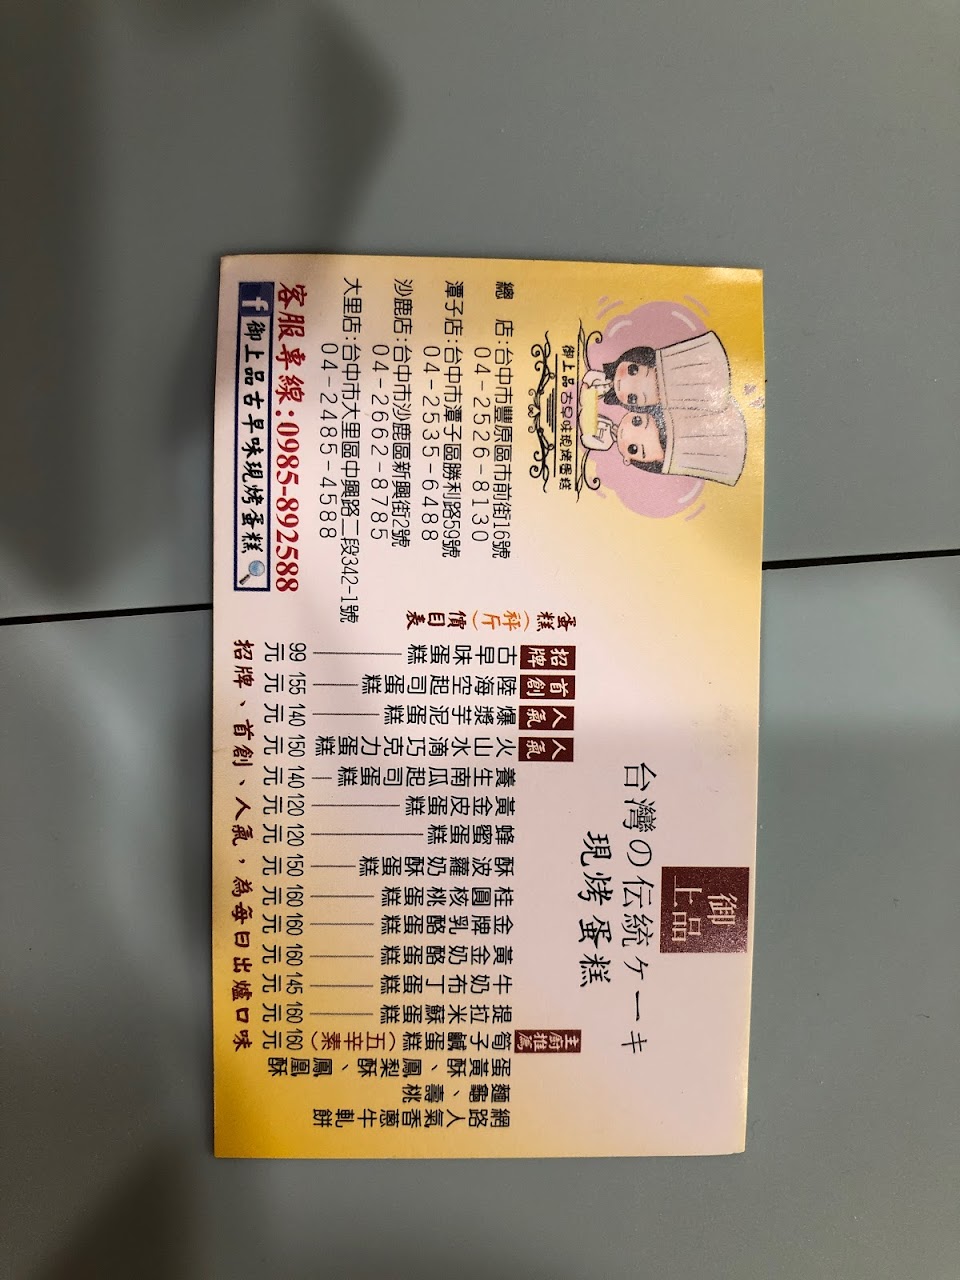 御上品古早味現烤蛋糕
總　店:台中市豐原區市前街16號
04-2526-8130
潭子店:台中市潭子區勝利路59號
04-2535-6488
沙鹿店:台中市沙鹿區新興街2號
04-2662-8785
大里店:台中市大里區中興路二段342-1號
04-2485-4588
客服專線:0985-892588
f 御上品古早味現烤蛋糕
御上品
台灣の伝統ケーキ
現烤蛋糕
蛋糕(秤斤)價目表
招牌 古早味蛋糕 99元
首創 陸海空起司蛋糕 155元
人氣 爆漿芋泥蛋糕 140元
人氣 火山水滴巧克力蛋糕 150元
養生南瓜起司蛋糕 140元
黃金皮蛋糕 120元
蜂蜜蛋糕 120元
酥波蘿奶酥蛋糕 150元
桂圓核桃蛋糕 160元
金牌乳酪蛋糕 160元
黃金奶酪蛋糕 160元
牛奶布丁蛋糕 145元
提拉米蘇蛋糕 160元
主廚推薦 筍子鹹蛋糕(五辛素) 160元
蛋黃酥、鳳梨酥、鳳凰酥
麵龜、壽桃
網路人氣香蔥牛軋餅
招牌、首創、人氣，為每日出爐口味